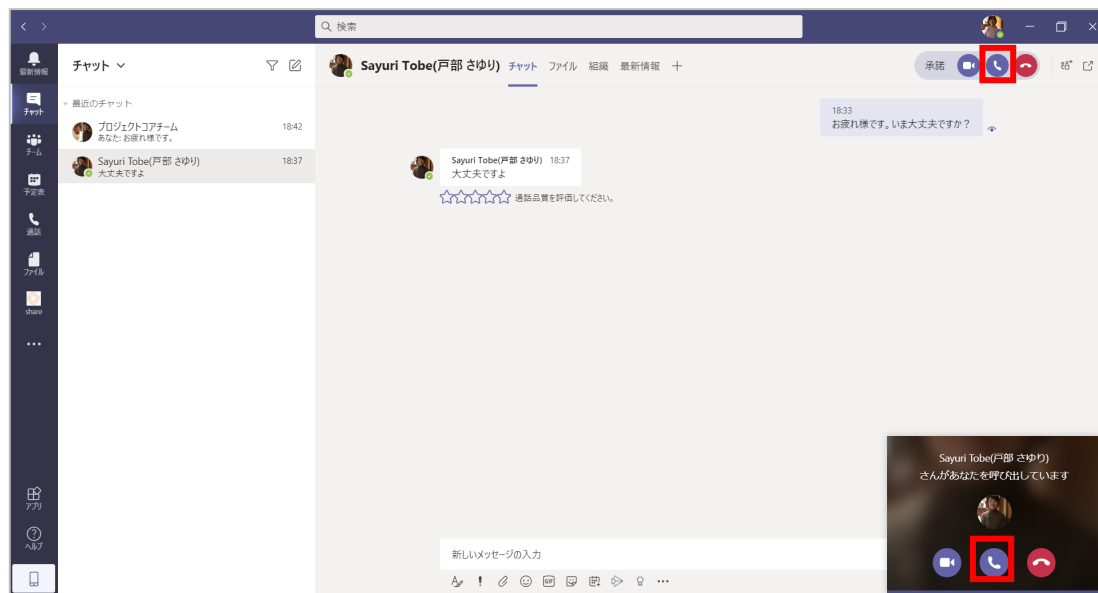 検索
最新情報
チャット
チーム
予定表
通話
ファイル
share
アプリ
ヘルプ
チャット
最近のチャット
プロジェクトコアチーム 18:42
あなた: お疲れ様です。
Sayuri Tobe(戸部 さゆり) 18:37
大丈夫ですよ
Sayuri Tobe(戸部 さゆり) チャット ファイル 組織 最新情報 +
承諾
18:33
お疲れ様です。いま大丈夫ですか？
Sayuri Tobe(戸部 さゆり) 18:37
大丈夫ですよ
通話品質を評価してください。
Sayuri Tobe(戸部 さゆり)
さんがあなたを呼び出しています
新しいメッセージの入力
GIF